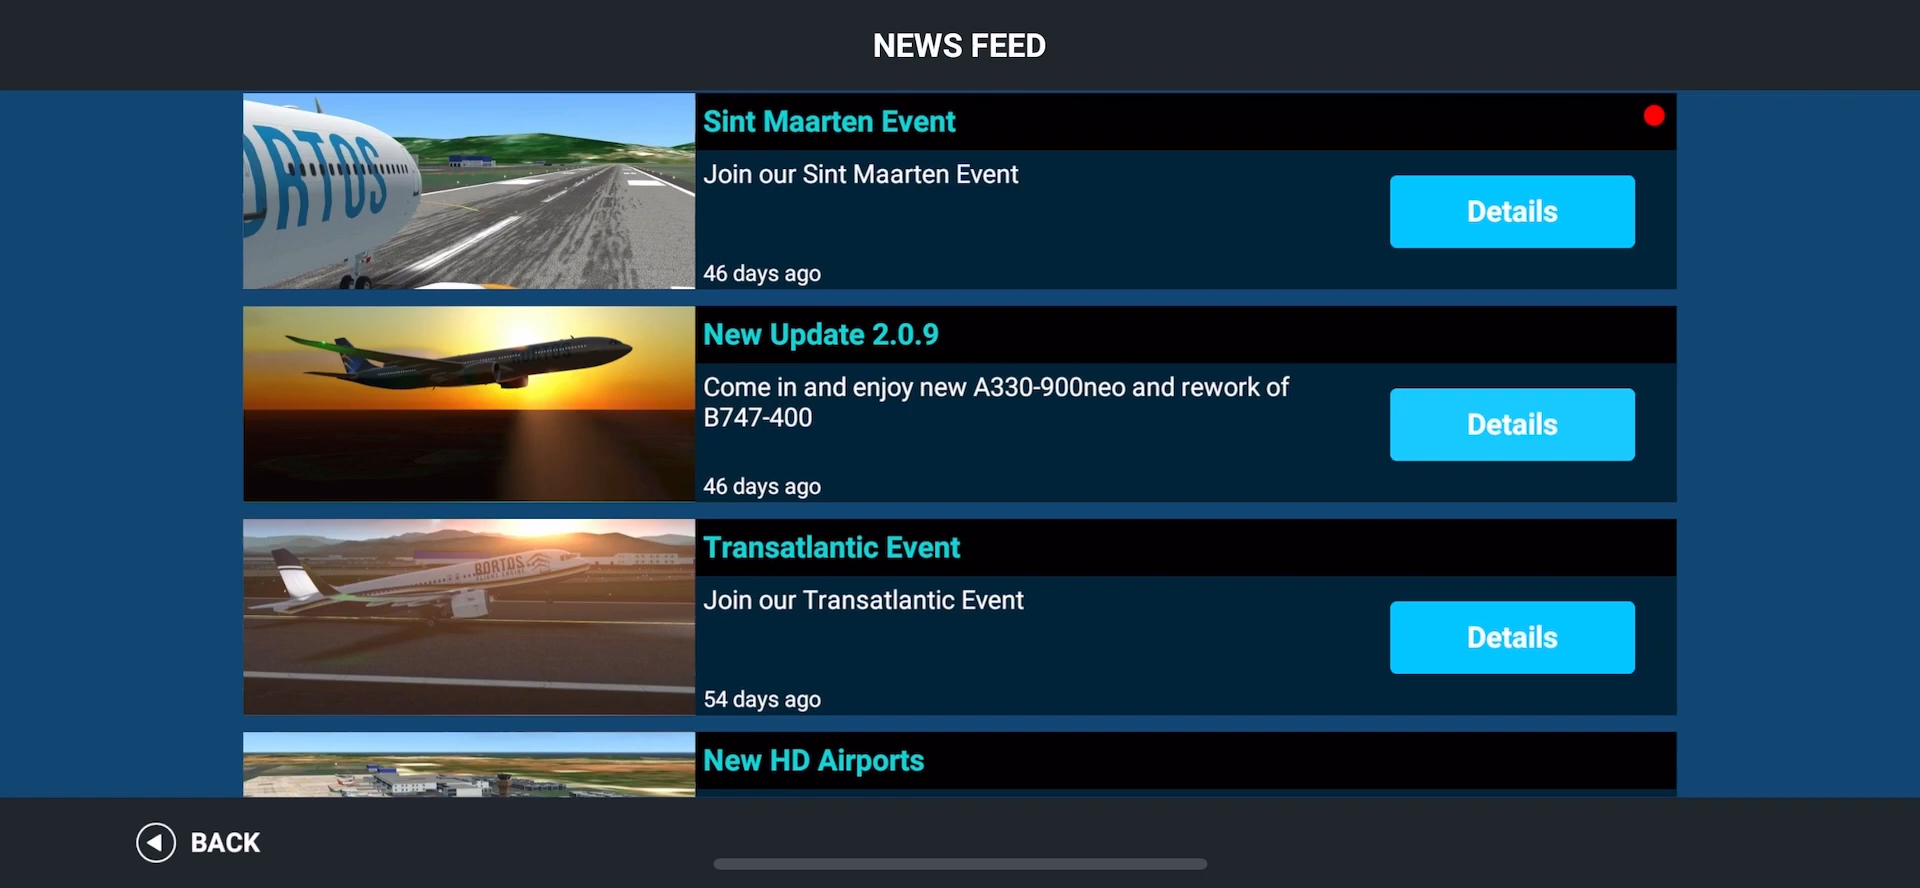 NEWS FEED
ORTOS
Sint Maarten Event
Join our Sint Maarten Event
Details
46 days ago
New Update 2.0.9
Come in and enjoy new A330-900neo and rework of
B747-400
Details
46 days ago
RORTOS
Transatlantic Event
Join our Transatlantic Event
Details
54 days ago
New HD Airports
BACK